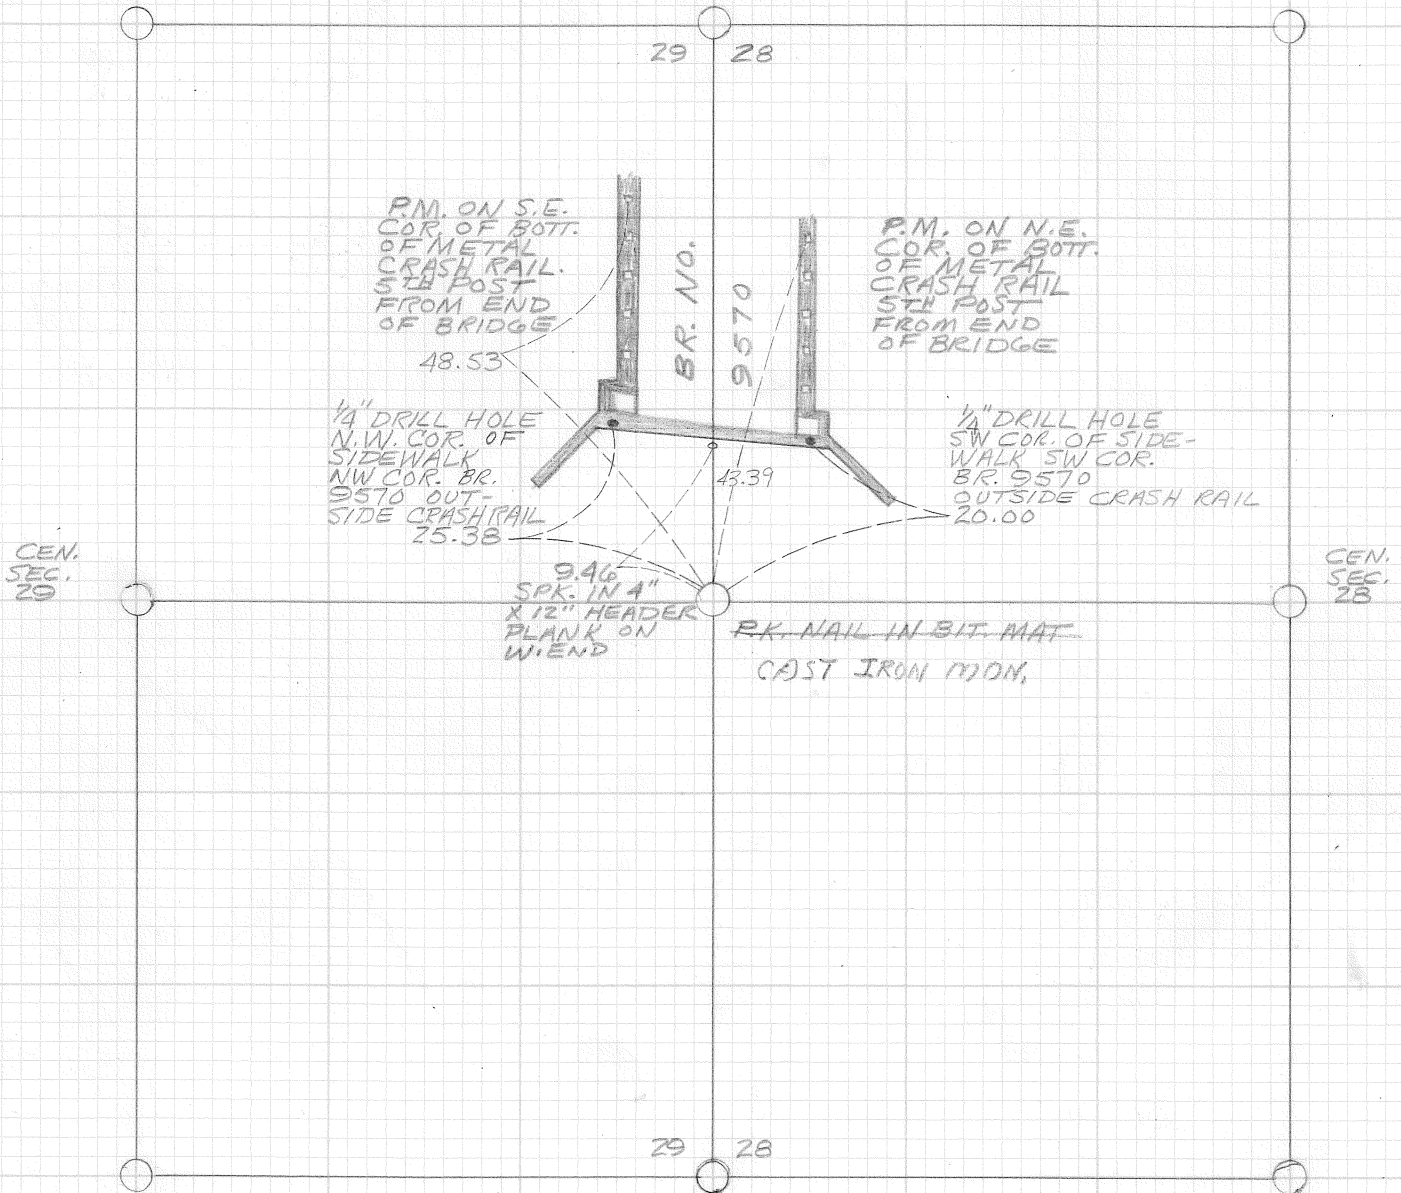 29 28
P.M. ON S.E.
COR. OF BOTT.
OF METAL
CRASH RAIL.
5TH POST
FROM END
OF BRIDGE
48.53
BR. NO.
9570
P.M. ON N.E.
COR. OF BOTT.
OF METAL
CRASH RAIL
5TH POST
FROM END
OF BRIDGE
1/4" DRILL HOLE
N.W. COR. OF
SIDEWALK
NW COR. BR.
9570 OUT-
SIDE CRASHRAIL
25.38
43.39
1/4" DRILL HOLE
SW COR. OF SIDE-
WALK SW COR.
BR. 9570
OUTSIDE CRASH RAIL
20.00
CEN.
SEC.
29
9.46
SPK. IN 4"
X 12" HEADER
PLANK ON
W. END
CEN.
SEC.
28
P.K. NAIL IN BIT. MAT
CAST IRON MON.
29 28